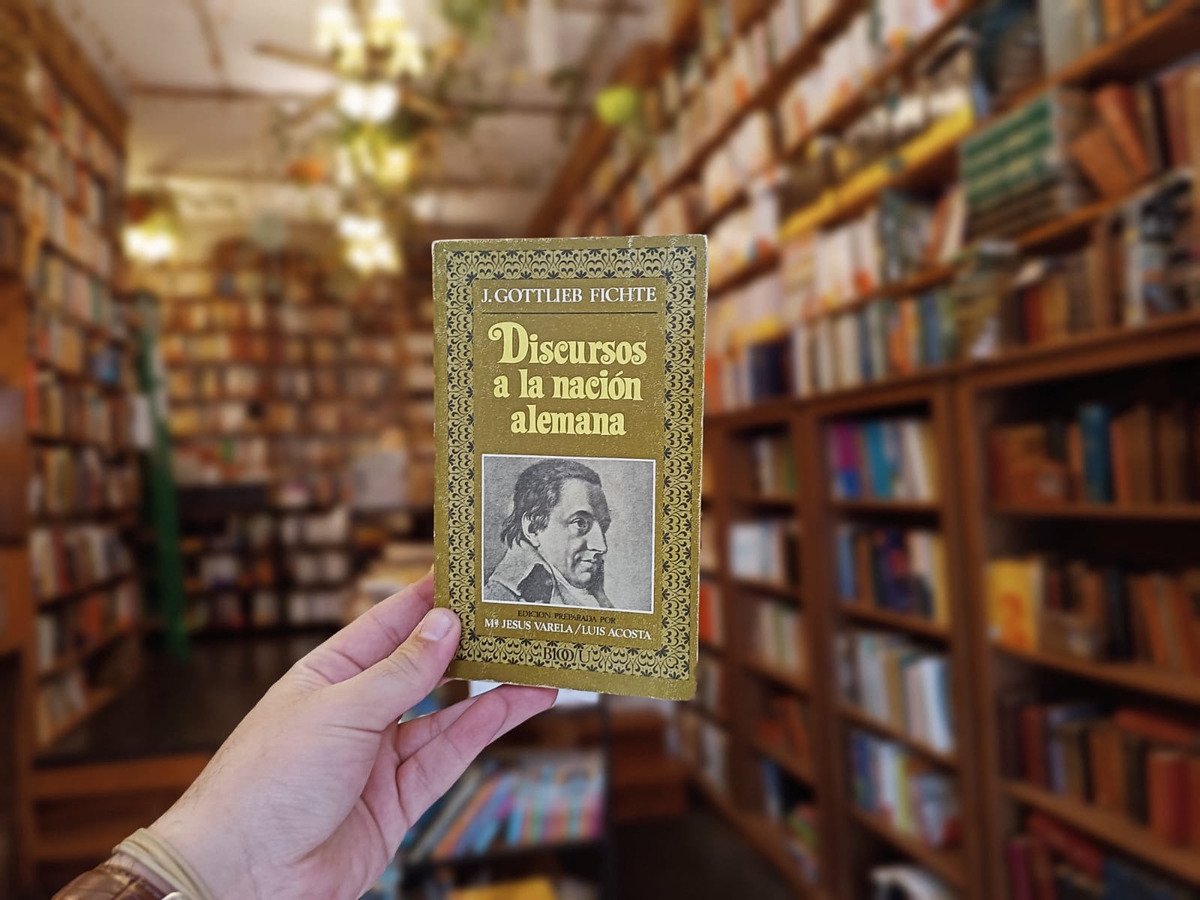 J. GOTTLIEB FICHTE
Discursos
a la nación
alemana
EDICION PREPARADA POR
Mª JESUS VARELA/LUIS ACOSTA